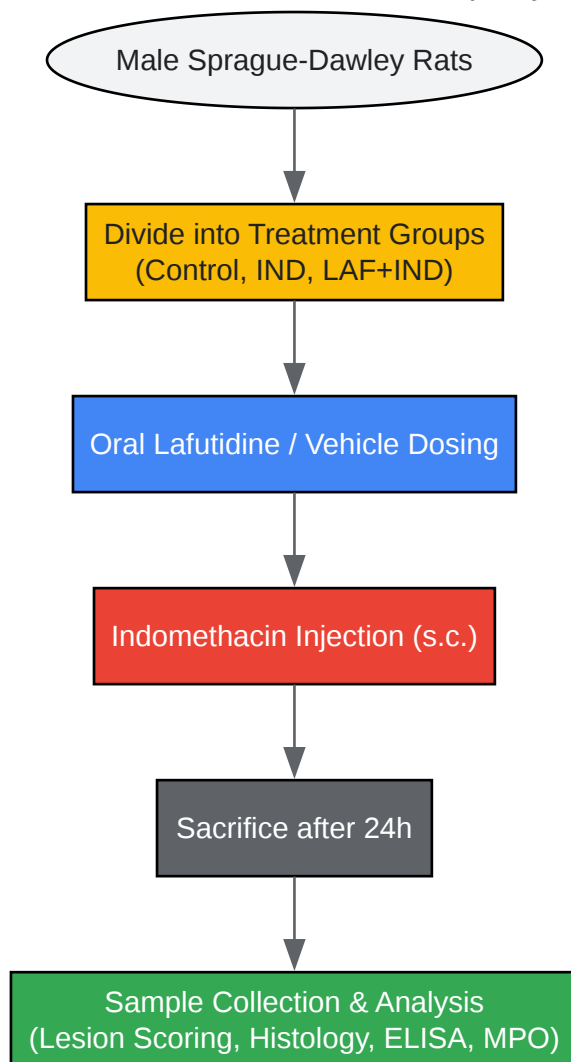 Male Sprague-Dawley Rats
Divide into Treatment Groups
(Control, IND, LAF+IND)
Oral Lafutidine / Vehicle Dosing
Indomethacin Injection (s.c.)
Sacrifice after 24h
Sample Collection & Analysis
(Lesion Scoring, Histology, ELISA, MPO)